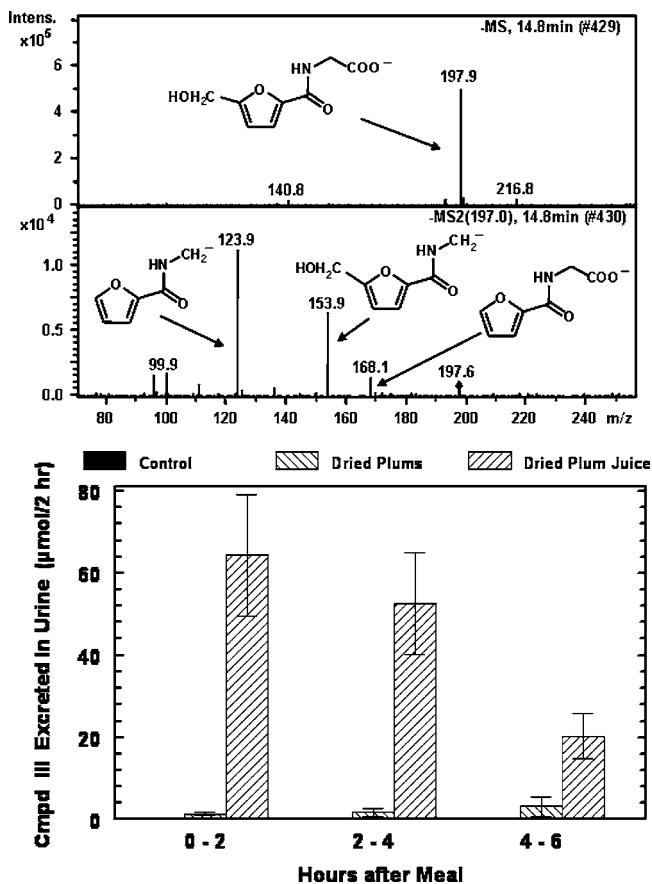 Intens.
x10⁵
-MS, 14.8min (#429)
6
4
2
0
HOH₂C
O
HN
COO⁻
O
197.9
140.8
216.8
x10⁴
-MS2(197.0), 14.8min (#430)
1.0
0.5
0.0
O
HN
CH₂⁻
O
123.9
HOH₂C
O
HN
CH₂⁻
O
153.9
O
HN
COO⁻
O
99.9
168.1
197.6
80 100 120 140 160 180 200 220 240 m/z
Control Dried Plums Dried Plum Juice
Cmpd III Excreted in Urine (µmol/2 hr)
80
60
40
20
0
0 - 2 2 - 4 4 - 6
Hours after Meal